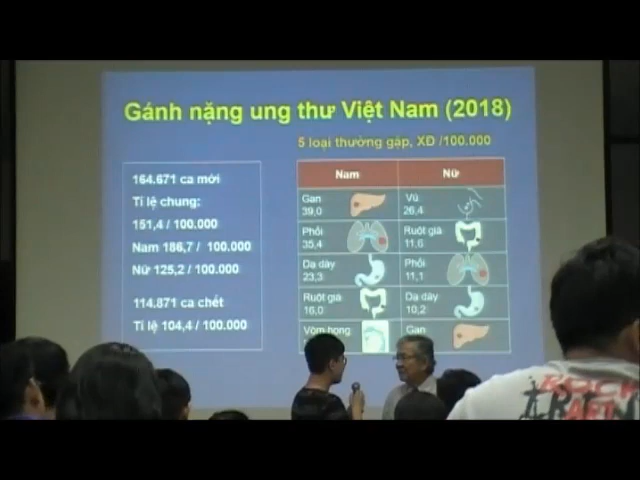 Gánh nặng ung thư Việt Nam (2018)
5 loại thường gặp, XĐ /100.000
164.671 ca mới
Tỉ lệ chung:
151,4 / 100.000
Nam 186,7 / 100.000
Nữ 125,2 / 100.000
114.871 ca chết
Tỉ lệ 104,4 / 100.000
Nam Nữ
Gan Vú
39,0 26,4
Phổi Ruột già
35,4 11,6
Dạ dày Phổi
23,3 11,1
Ruột già Dạ dày
16,0 10,2
Vòm họng Gan
ROCK